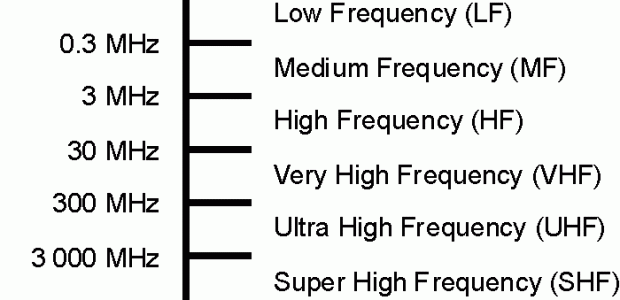 Low Frequency (LF)
0.3 MHz
Medium Frequency (MF)
3 MHz
High Frequency (HF)
30 MHz
Very High Frequency (VHF)
300 MHz
Ultra High Frequency (UHF)
3 000 MHz
Super High Frequency (SHF)